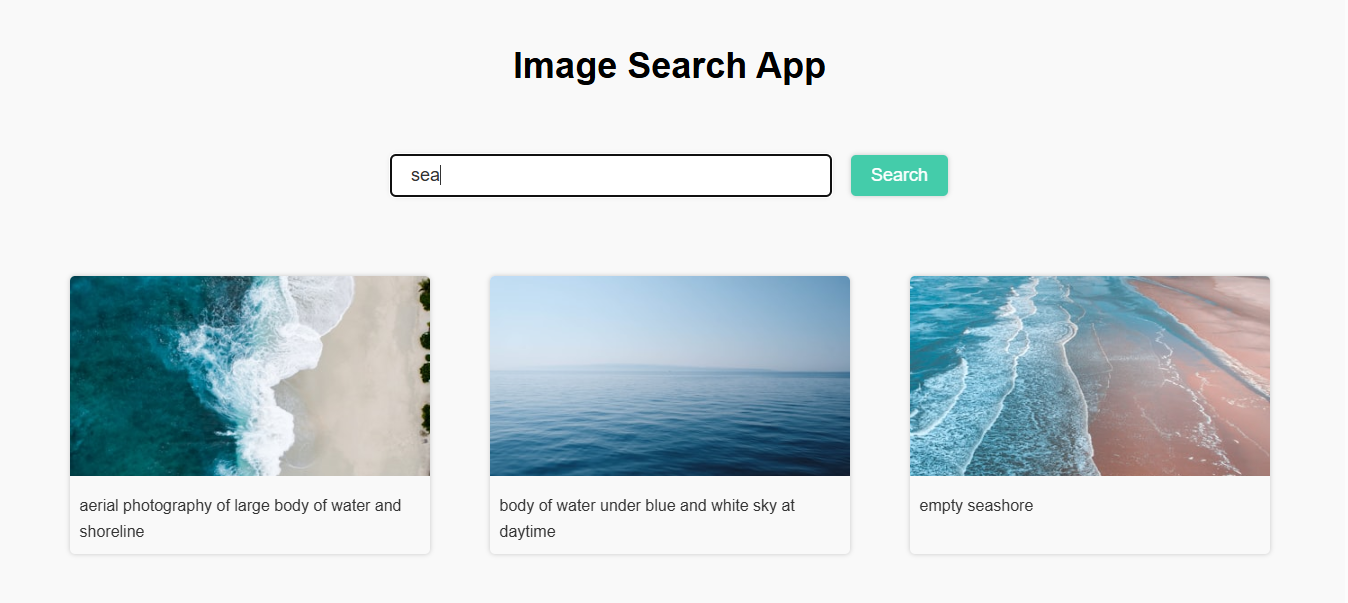 Image Search App
sea
Search
aerial photography of large body of water and
shoreline
body of water under blue and white sky at
daytime
empty seashore